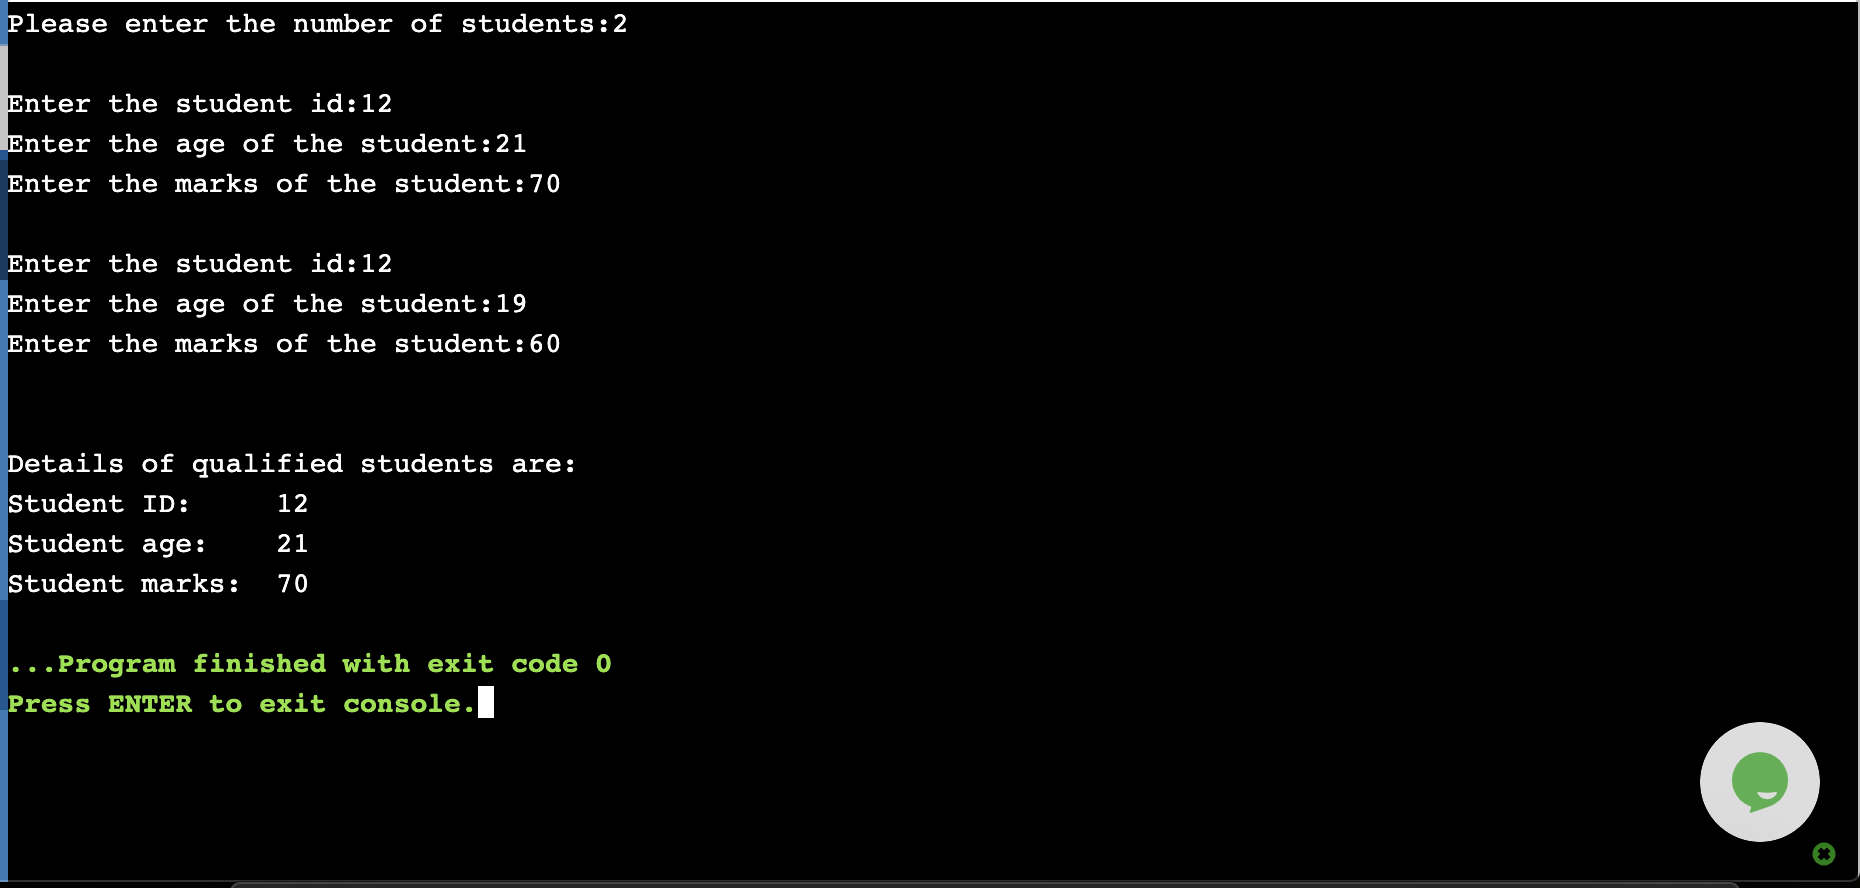 Please enter the number of students:2
Enter the student id:12
Enter the age of the student:21
Enter the marks of the student:70
Enter the student id:12
Enter the age of the student:19
Enter the marks of the student:60
Details of qualified students are:
Student ID:     12
Student age:    21
Student marks:  70
...Program finished with exit code 0
Press ENTER to exit console.